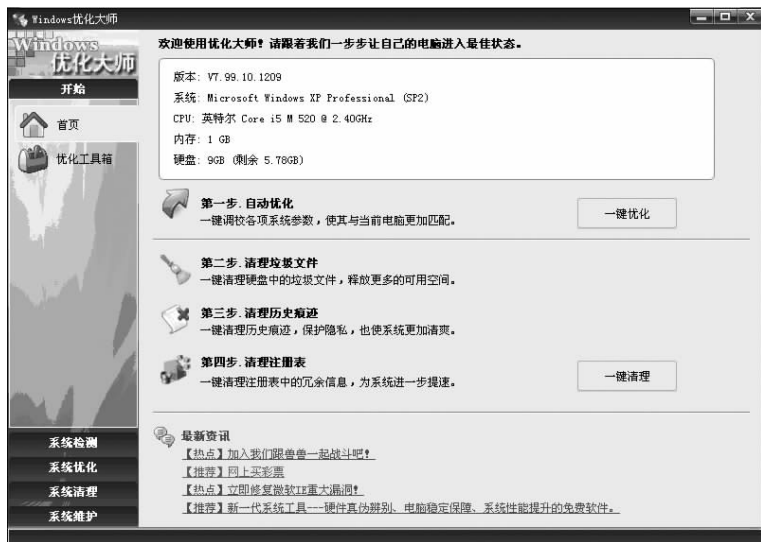 Windows优化大师
Windows
优化大师
开始
首页
优化工具箱
系统检测
系统优化
系统清理
系统维护
欢迎使用优化大师！请跟着我们一步步让自己的电脑进入最佳状态。
版本: V7.99.10.1209
系统: Microsoft Windows XP Professional (SP2)
CPU: 英特尔 Core i5 M 520 @ 2.40GHz
内存: 1 GB
硬盘: 9GB (剩余 5.78GB)
第一步.自动优化
一键调校各项系统参数，使其与当前电脑更加匹配。
一键优化
第二步.清理垃圾文件
一键清理硬盘中的垃圾文件，释放更多的可用空间。
第三步.清理历史痕迹
一键清理历史痕迹，保护隐私，也使系统更加清爽。
第四步.清理注册表
一键清理注册表中的冗余信息，为系统进一步提速。
一键清理
最新资讯
【热点】加入我们跟兽兽一起战斗吧！
【推荐】网上买彩票
【热点】立即修复微软IE重大漏洞！
【推荐】新一代系统工具---硬件真伪辨别、电脑稳定保障、系统性能提升的免费软件。